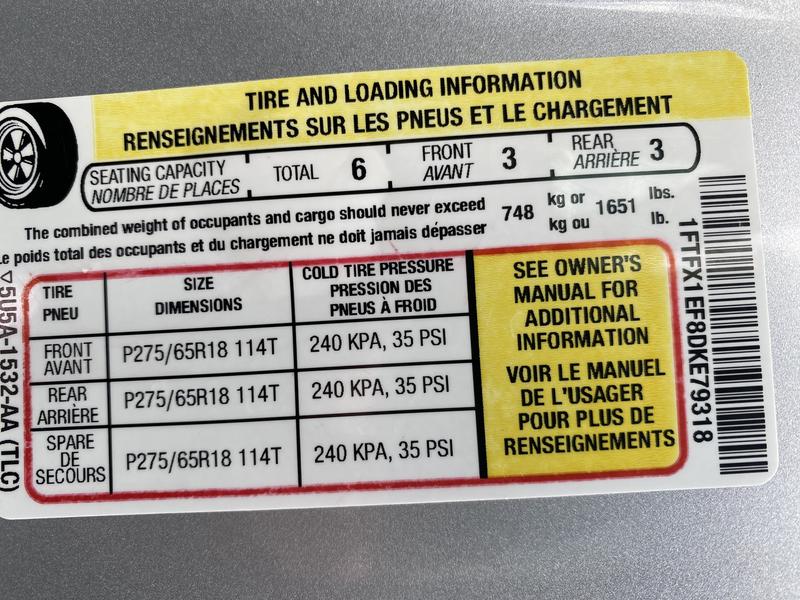 TIRE AND LOADING INFORMATION
RENSEIGNEMENTS SUR LES PNEUS ET LE CHARGEMENT
SEATING CAPACITY
NOMBRE DE PLACES
TOTAL 6
FRONT
AVANT
3
REAR
ARRIÈRE
3
The combined weight of occupants and cargo should never exceed 748 kg or 1651 lbs.
Le poids total des occupants et du chargement ne doit jamais dépasser kg ou lb.
TIRE
PNEU
SIZE
DIMENSIONS
COLD TIRE PRESSURE
PRESSION DES
PNEUS À FROID
FRONT
AVANT
P275/65R18 114T
240 KPA, 35 PSI
REAR
ARRIÈRE
P275/65R18 114T
240 KPA, 35 PSI
SPARE
DE
SECOURS
P275/65R18 114T
240 KPA, 35 PSI
SEE OWNER'S
MANUAL FOR
ADDITIONAL
INFORMATION
VOIR LE MANUEL
DE L'USAGER
POUR PLUS DE
RENSEIGNEMENTS
1FTFX1EF8DKE79318
▽5U5A-1532-AA (TLC)